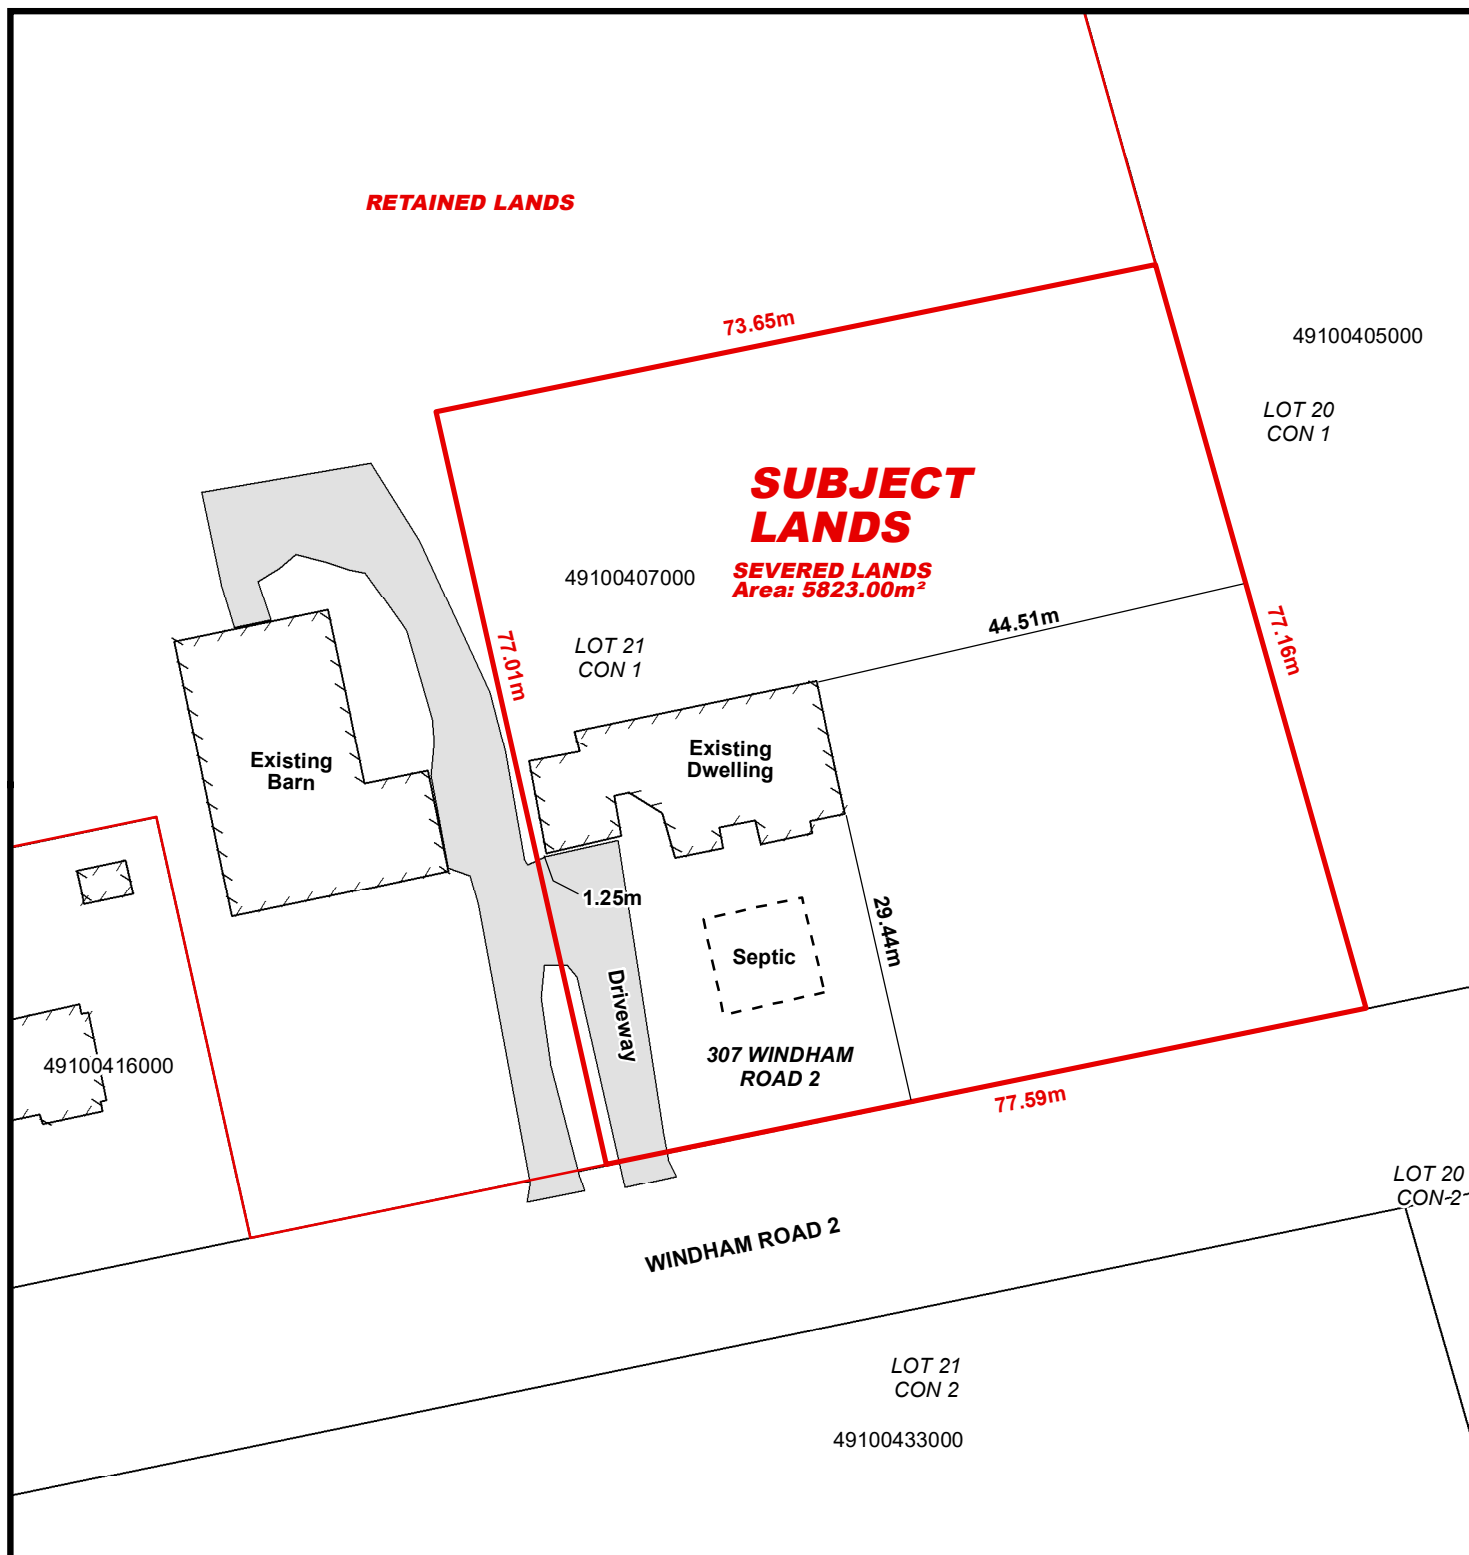 RETAINED LANDS
73.65m
49100405000
LOT 20
CON 1
SUBJECT
LANDS
SEVERED LANDS
Area: 5823.00m²
49100407000
LOT 21
CON 1
77.01m
44.51m
77.16m
Existing
Barn
Existing
Dwelling
1.25m
29.44m
Septic
Driveway
307 WINDHAM
ROAD 2
49100416000
77.59m
LOT 20
CON 2
WINDHAM ROAD 2
LOT 21
CON 2
49100433000